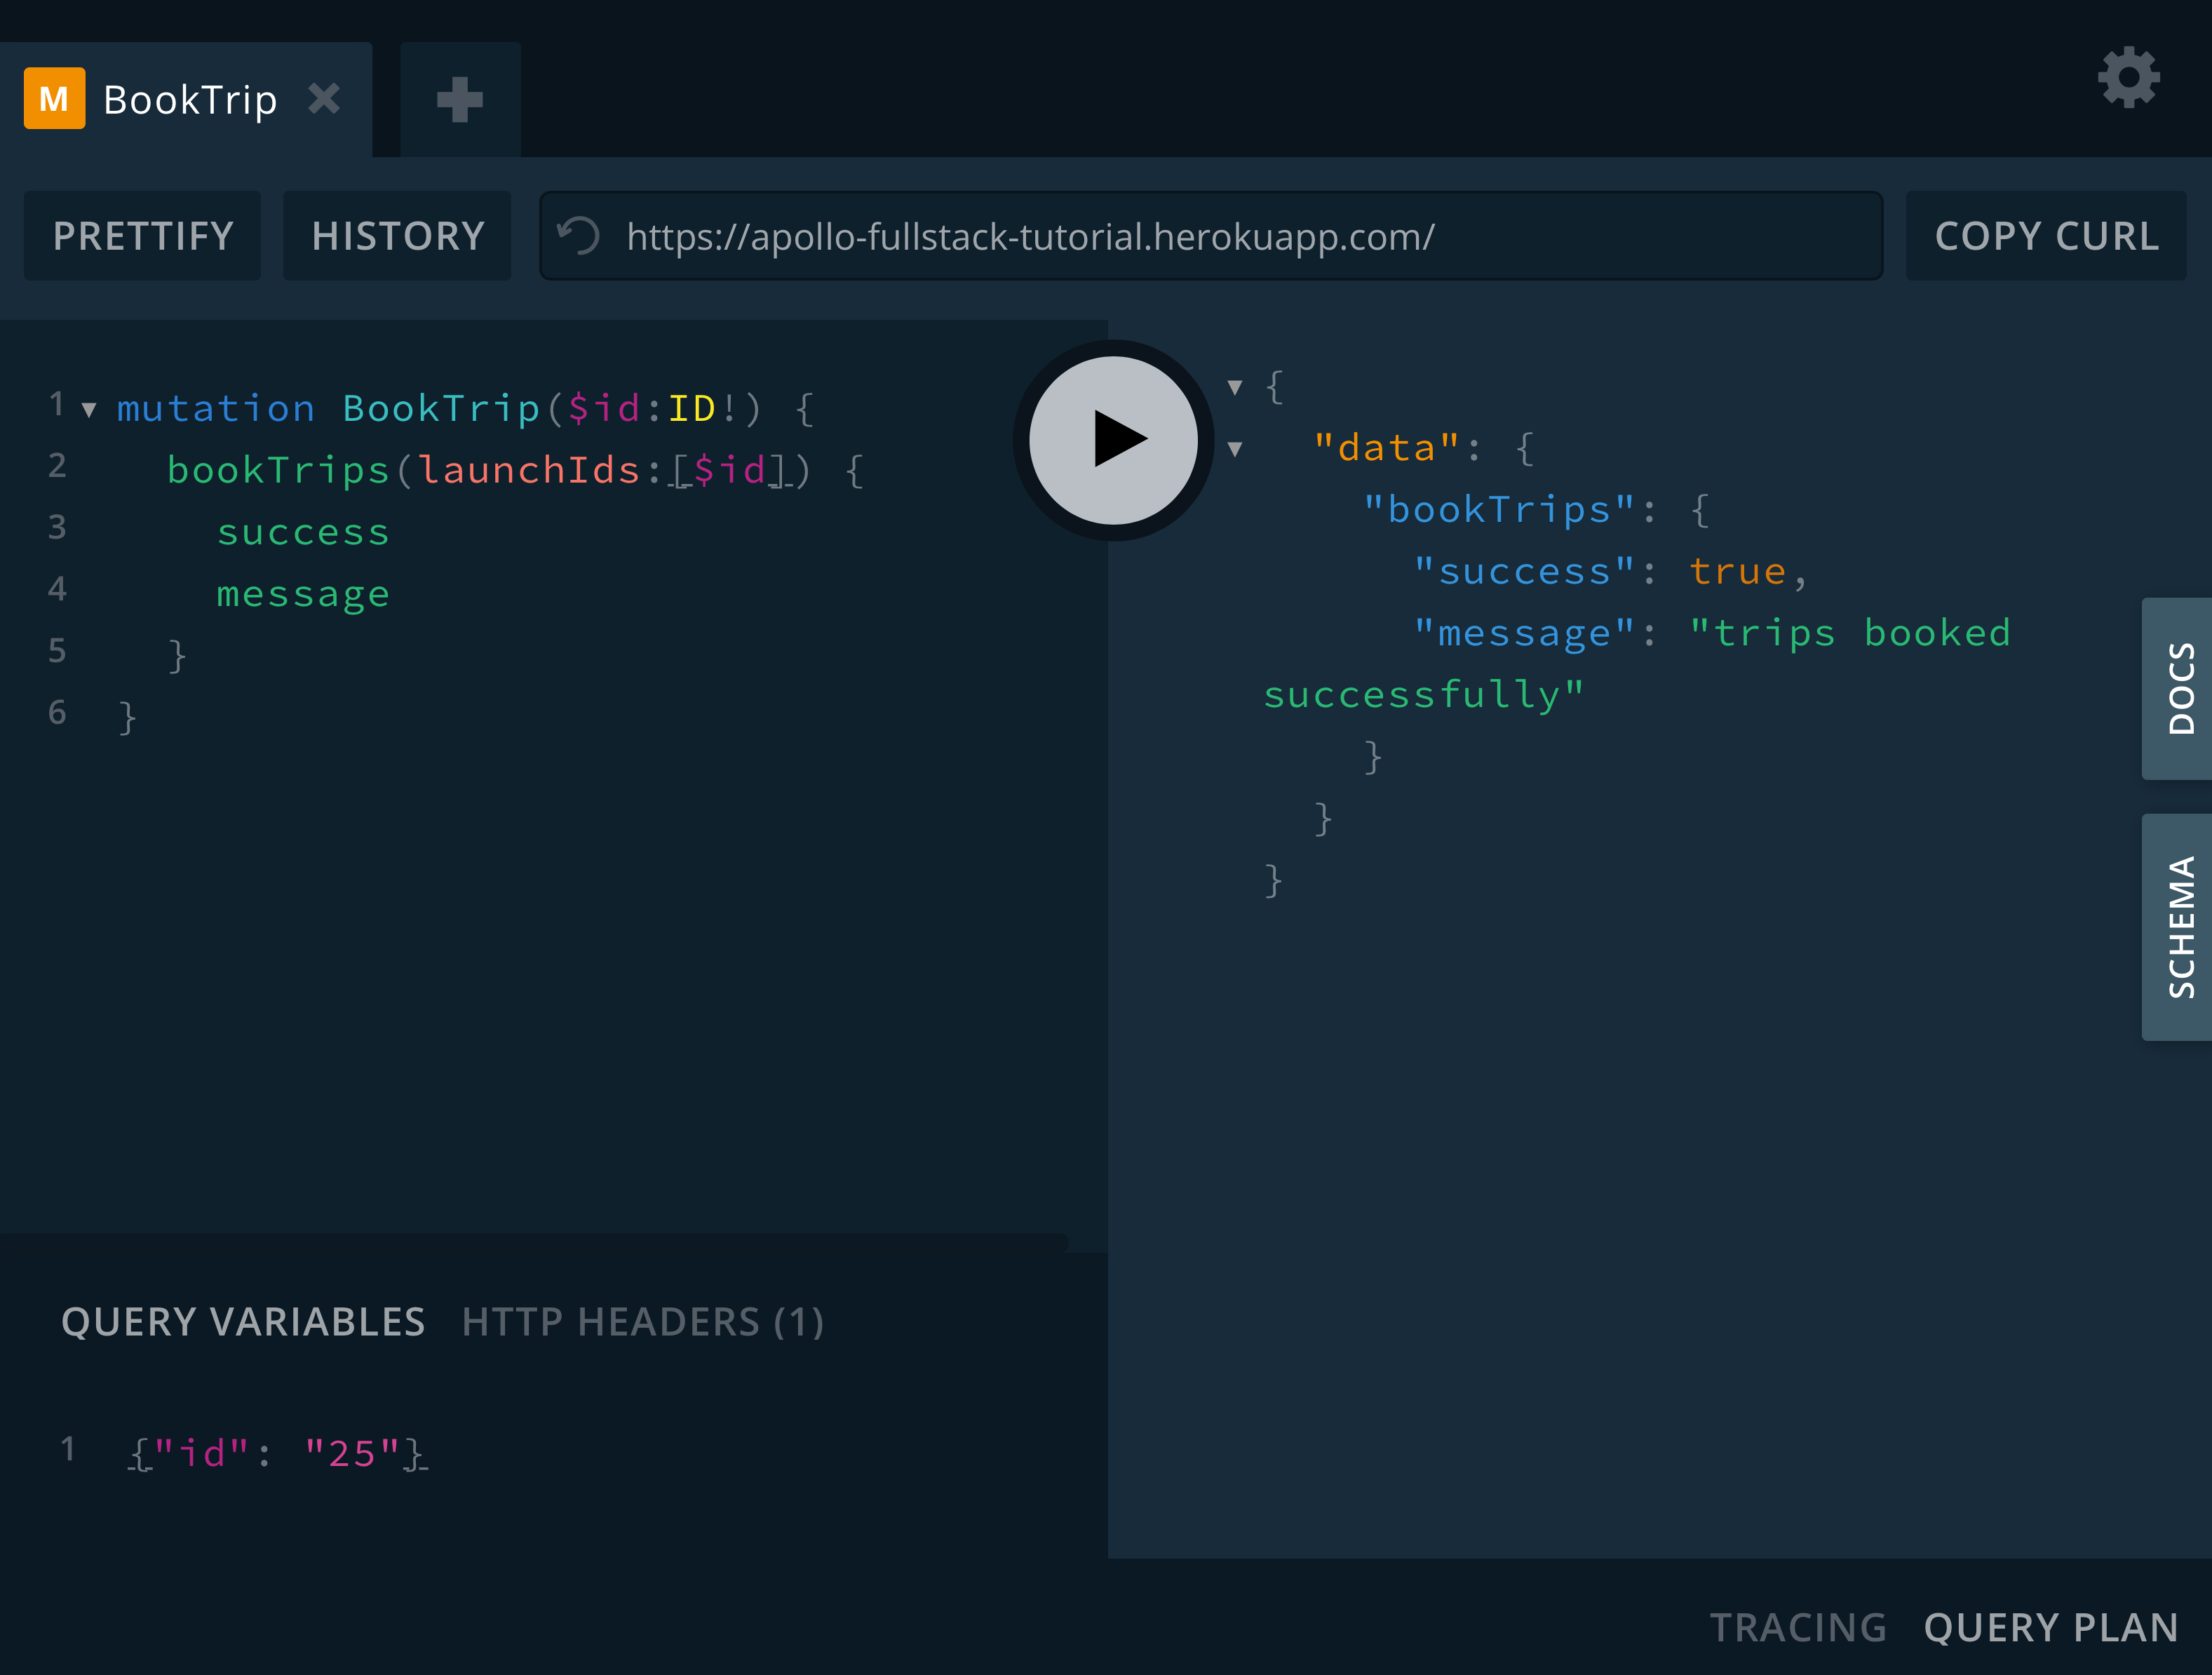 M BookTrip
PRETTIFY HISTORY https://apollo-fullstack-tutorial.herokuapp.com/ COPY CURL
1 mutation BookTrip($id:ID!) {
2 bookTrips(launchIds:[$id]) {
3 success
4 message
5 }
6 }
{
"data": {
"bookTrips": {
"success": true,
"message": "trips booked
successfully"
}
}
}
DOCS
SCHEMA
QUERY VARIABLES HTTP HEADERS (1)
1 {"id": "25"}
TRACING QUERY PLAN